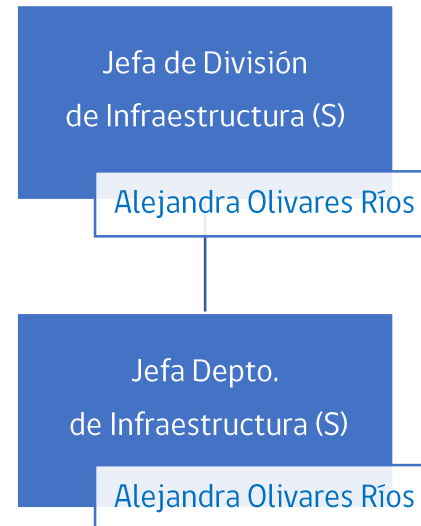 Jefa de División
de Infraestructura (S)
Alejandra Olivares Ríos
Jefa Depto.
de Infraestructura (S)
Alejandra Olivares Ríos